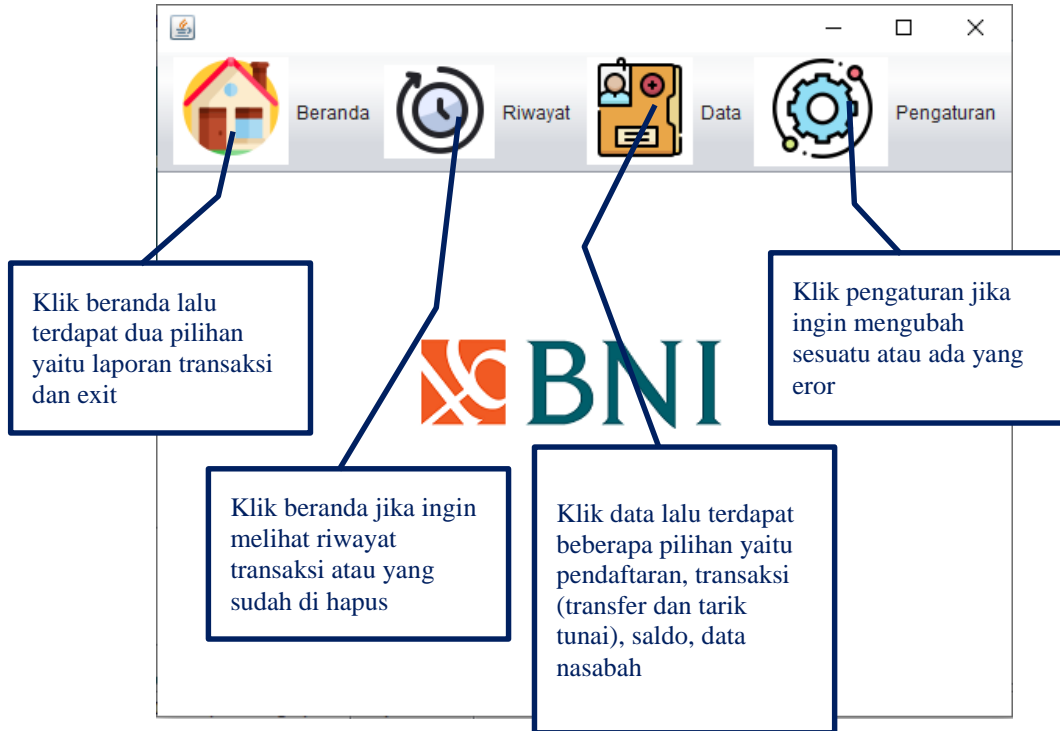 Beranda
Riwayat
Data
Pengaturan
Klik beranda lalu
terdapat dua pilihan
yaitu laporan transaksi
dan exit
Klik pengaturan jika
ingin mengubah
sesuatu atau ada yang
eror
BNI
Klik beranda jika ingin
melihat riwayat
transaksi atau yang
sudah di hapus
Klik data lalu terdapat
beberapa pilihan yaitu
pendaftaran, transaksi
(transfer dan tarik
tunai), saldo, data
nasabah